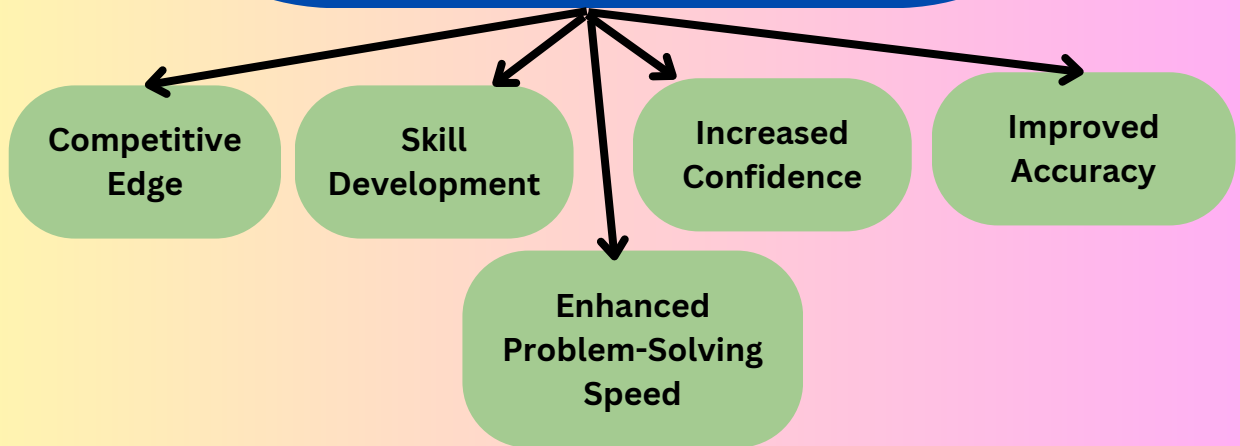 Competitive
Edge
Skill
Development
Increased
Confidence
Improved
Accuracy
Enhanced
Problem-Solving
Speed